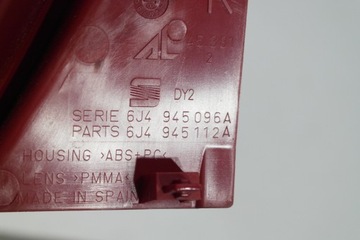 R
DY2
SERIE 6J4 945 096A
PARTS 6J4 945 112A
HOUSING >ABS+PC<
LENS >PMMA<
MADE IN SPAIN